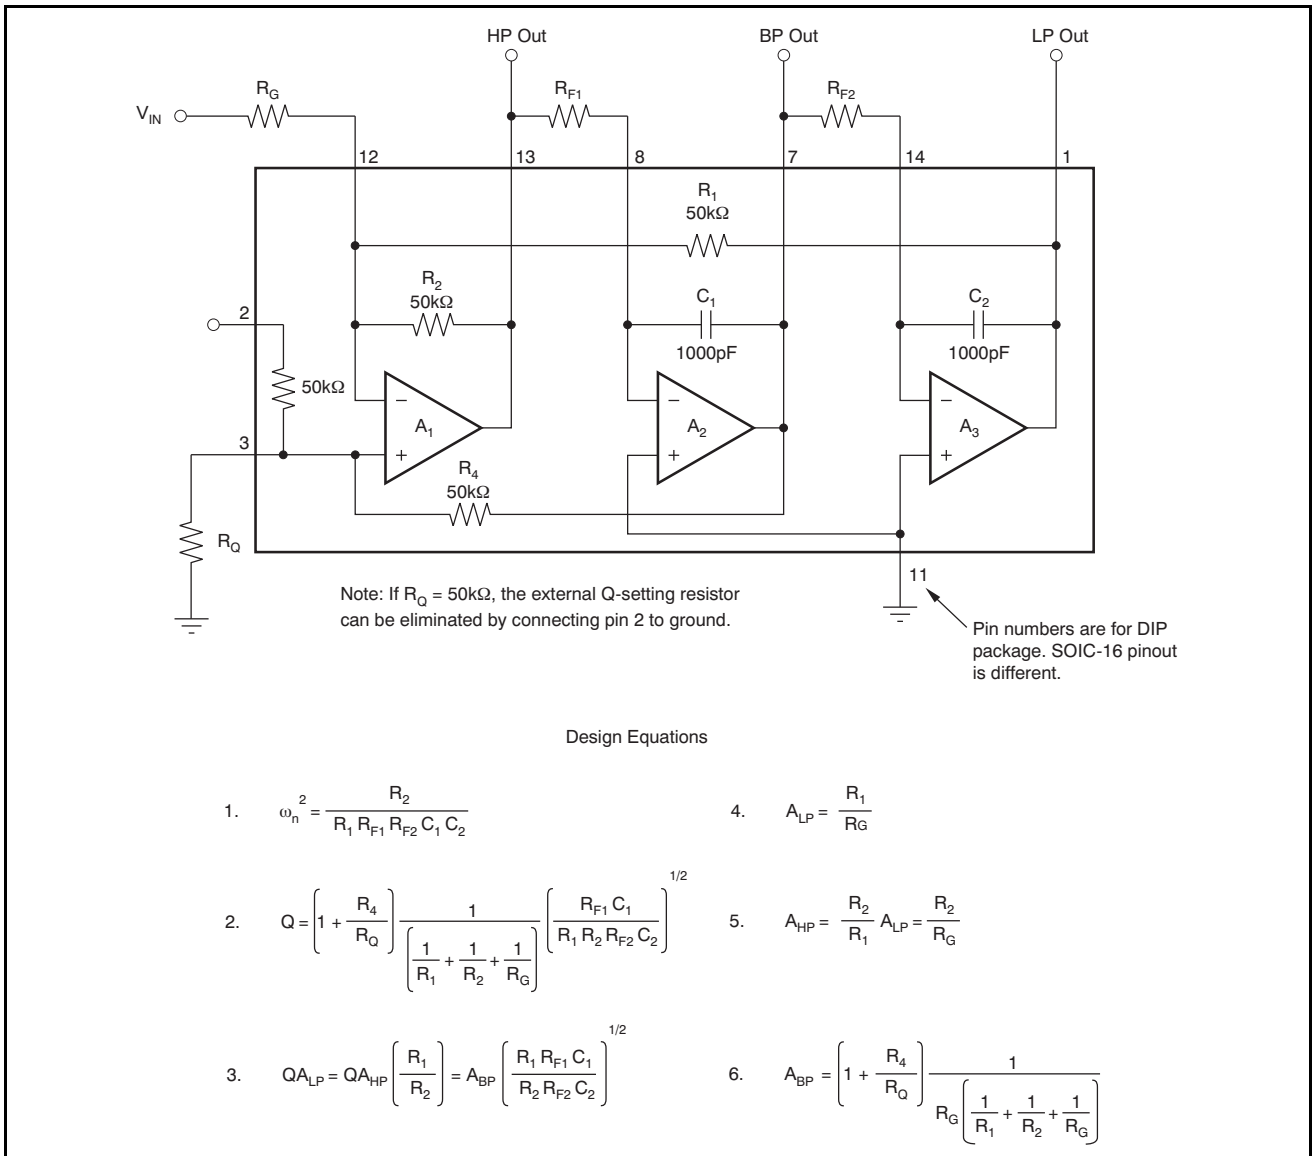 HP Out
BP Out
LP Out
R_G
R_F1
R_F2
V_IN
12
13
8
7
14
1
R_1
50kΩ
R_2
50kΩ
C_1
1000pF
C_2
1000pF
2
50kΩ
3
− A_1 +
− A_2 +
− A_3 +
R_4
50kΩ
R_Q
11
Note: If R_Q = 50kΩ, the external Q-setting resistor
can be eliminated by connecting pin 2 to ground.
Pin numbers are for DIP
package. SOIC-16 pinout
is different.
Design Equations
1. ω_n^2 = R_2 / (R_1 R_F1 R_F2 C_1 C_2)
4. A_LP = R_1 / R_G
2. Q = (1 + R_4 / R_Q) 1 / (1/R_1 + 1/R_2 + 1/R_G) (R_F1 C_1 / (R_1 R_2 R_F2 C_2))^1/2
5. A_HP = R_2 / R_1 A_LP = R_2 / R_G
3. QA_LP = QA_HP (R_1 / R_2) = A_BP (R_1 R_F1 C_1 / (R_2 R_F2 C_2))^1/2
6. A_BP = (1 + R_4 / R_Q) 1 / (R_G (1/R_1 + 1/R_2 + 1/R_G))